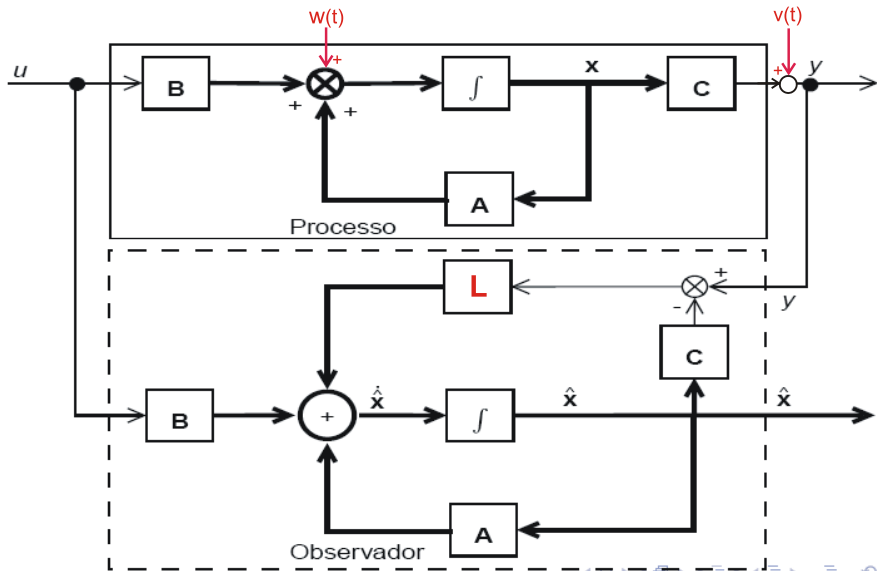 w(t)
v(t)
u
B
+
+
+
∫
x
C
+
y
A
Processo
L
+
-
y
C
B
+
x̂̇
∫
x̂
x̂
A
Observador